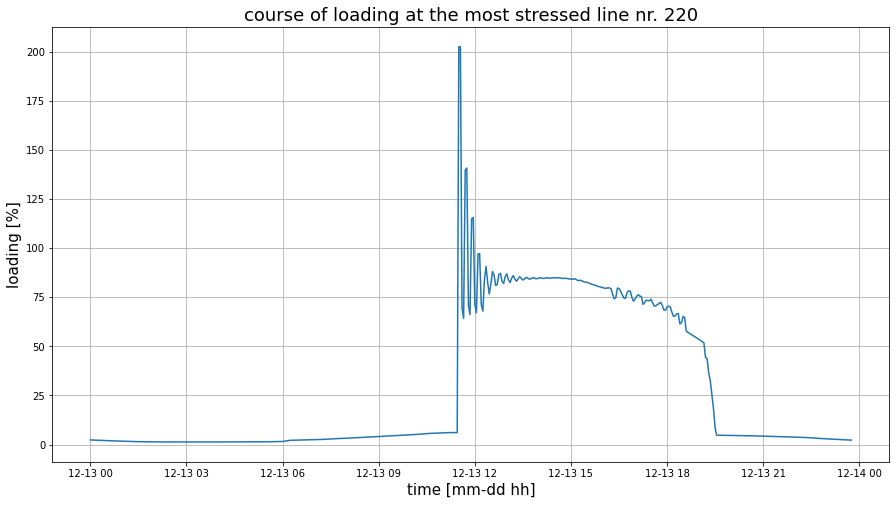 course of loading at the most stressed line nr. 220
loading [%]
200
175
150
125
100
75
50
25
0
12-13 00 12-13 03 12-13 06 12-13 09 12-13 12 12-13 15 12-13 18 12-13 21 12-14 00
time [mm-dd hh]